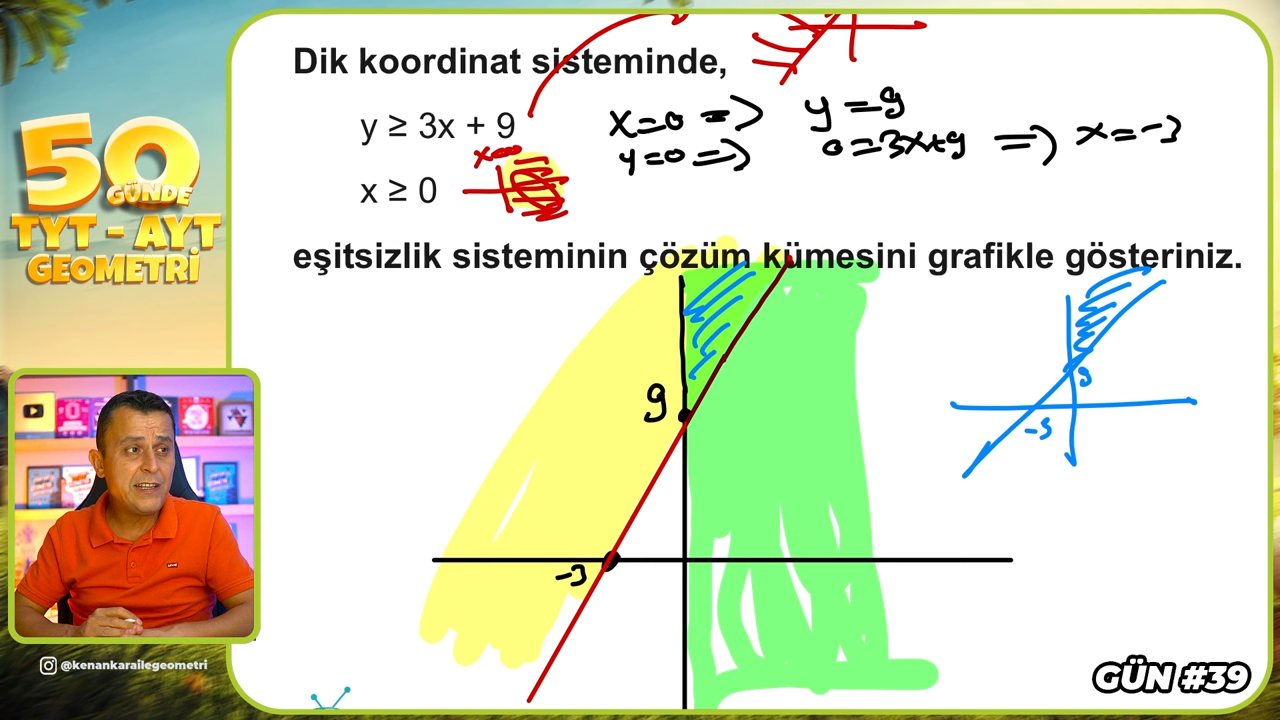 Dik koordinat sisteminde,
y ≥ 3x + 9
x = 0 => y = 9
y = 0 => 0 = 3x + 9 => x = -3
x = 0
x ≥ 0
eşitsizlik sisteminin çözüm kümesini grafikle gösteriniz.
9
-3
9
-3
50
GÜNDE
TYT - AYT
GEOMETRİ
@kenankarailegeometri
GÜN #39